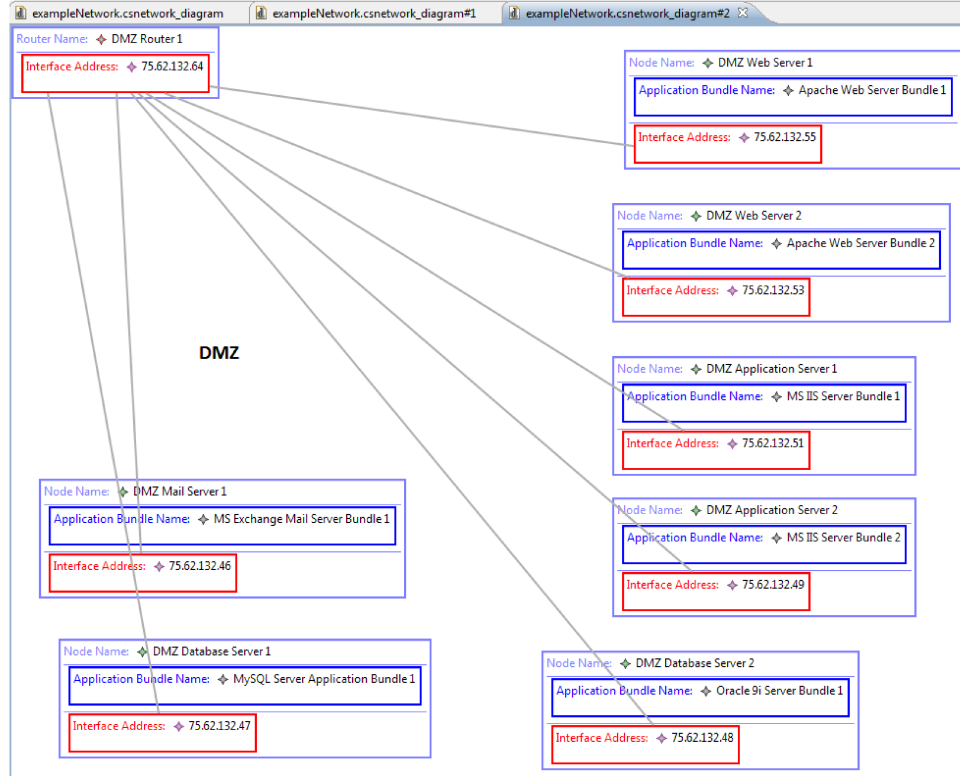 exampleNetwork.csnetwork_diagram
exampleNetwork.csnetwork_diagram#1
exampleNetwork.csnetwork_diagram#2
Router Name: DMZ Router 1
Interface Address: 75.62.132.64
Node Name: DMZ Web Server 1
Application Bundle Name: Apache Web Server Bundle 1
Interface Address: 75.62.132.55
Node Name: DMZ Web Server 2
Application Bundle Name: Apache Web Server Bundle 2
Interface Address: 75.62.132.53
DMZ
Node Name: DMZ Application Server 1
Application Bundle Name: MS IIS Server Bundle 1
Interface Address: 75.62.132.51
Node Name: DMZ Mail Server 1
Application Bundle Name: MS Exchange Mail Server Bundle 1
Interface Address: 75.62.132.46
Node Name: DMZ Application Server 2
Application Bundle Name: MS IIS Server Bundle 2
Interface Address: 75.62.132.49
Node Name: DMZ Database Server 1
Application Bundle Name: MySQL Server Application Bundle 1
Interface Address: 75.62.132.47
Node Name: DMZ Database Server 2
Application Bundle Name: Oracle 9i Server Bundle 1
Interface Address: 75.62.132.48